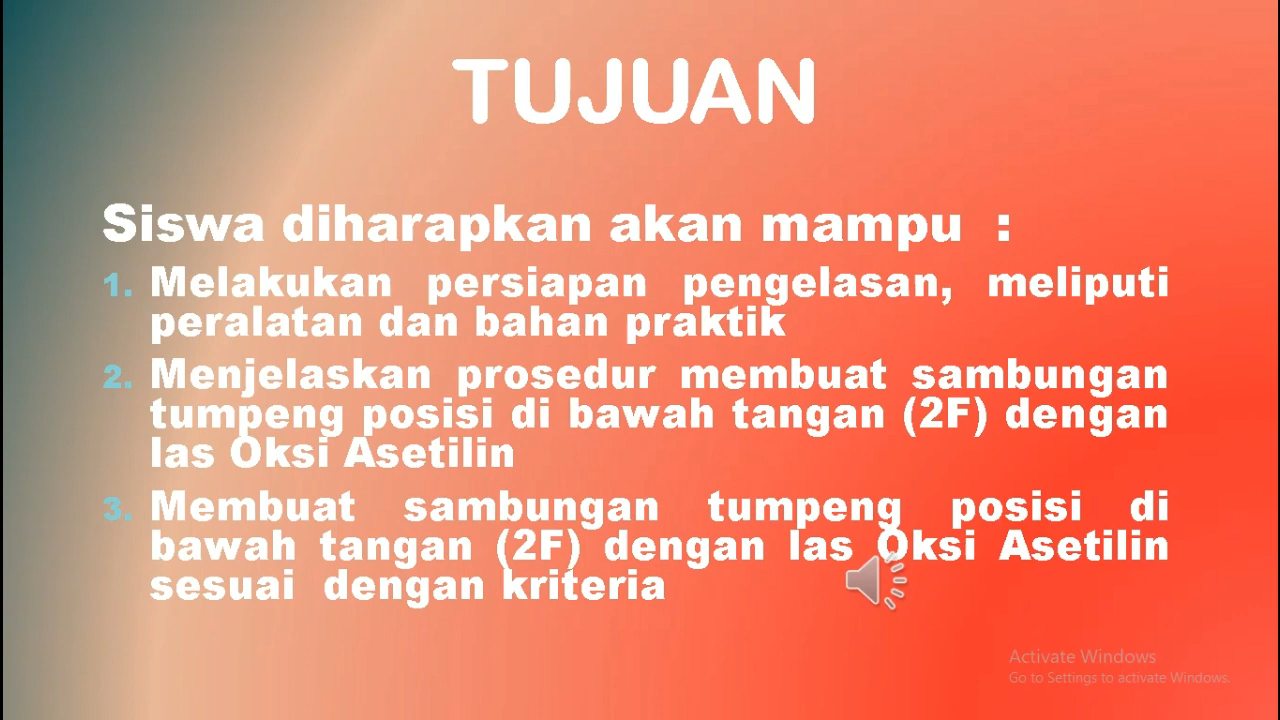 TUJUAN
Siswa diharapkan akan mampu :
1. Melakukan persiapan pengelasan, meliputi
peralatan dan bahan praktik
2. Menjelaskan prosedur membuat sambungan
tumpeng posisi di bawah tangan (2F) dengan
las Oksi Asetilin
3. Membuat sambungan tumpeng posisi di
bawah tangan (2F) dengan las Oksi Asetilin
sesuai dengan kriteria
Activate Windows
Go to Settings to activate Windows.